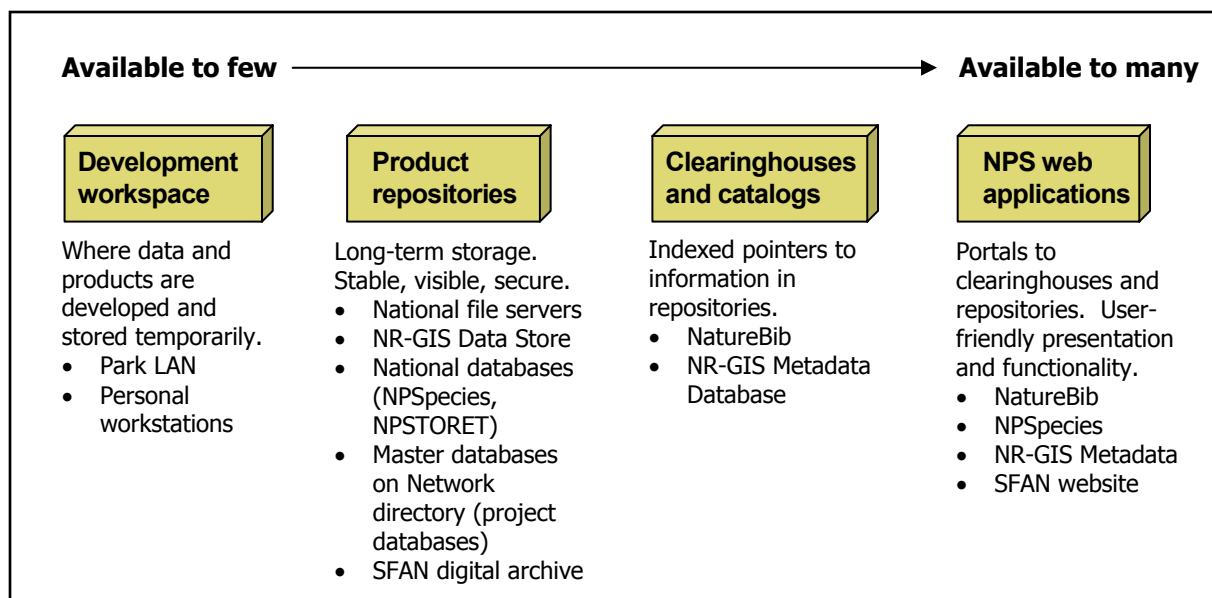 Available to few
Available to many
Development
workspace
Where data and
products are
developed and
stored temporarily.
• Park LAN
• Personal
workstations
Product
repositories
Long-term storage.
Stable, visible, secure.
• National file servers
• NR-GIS Data Store
• National databases
(NPSpecies,
NPSTORET)
• Master databases
on Network
directory (project
databases)
• SFAN digital archive
Clearinghouses
and catalogs
Indexed pointers to
information in
repositories.
• NatureBib
• NR-GIS Metadata
Database
NPS web
applications
Portals to
clearinghouses and
repositories.  User-
friendly presentation
and functionality.
• NatureBib
• NPSpecies
• NR-GIS Metadata
• SFAN website